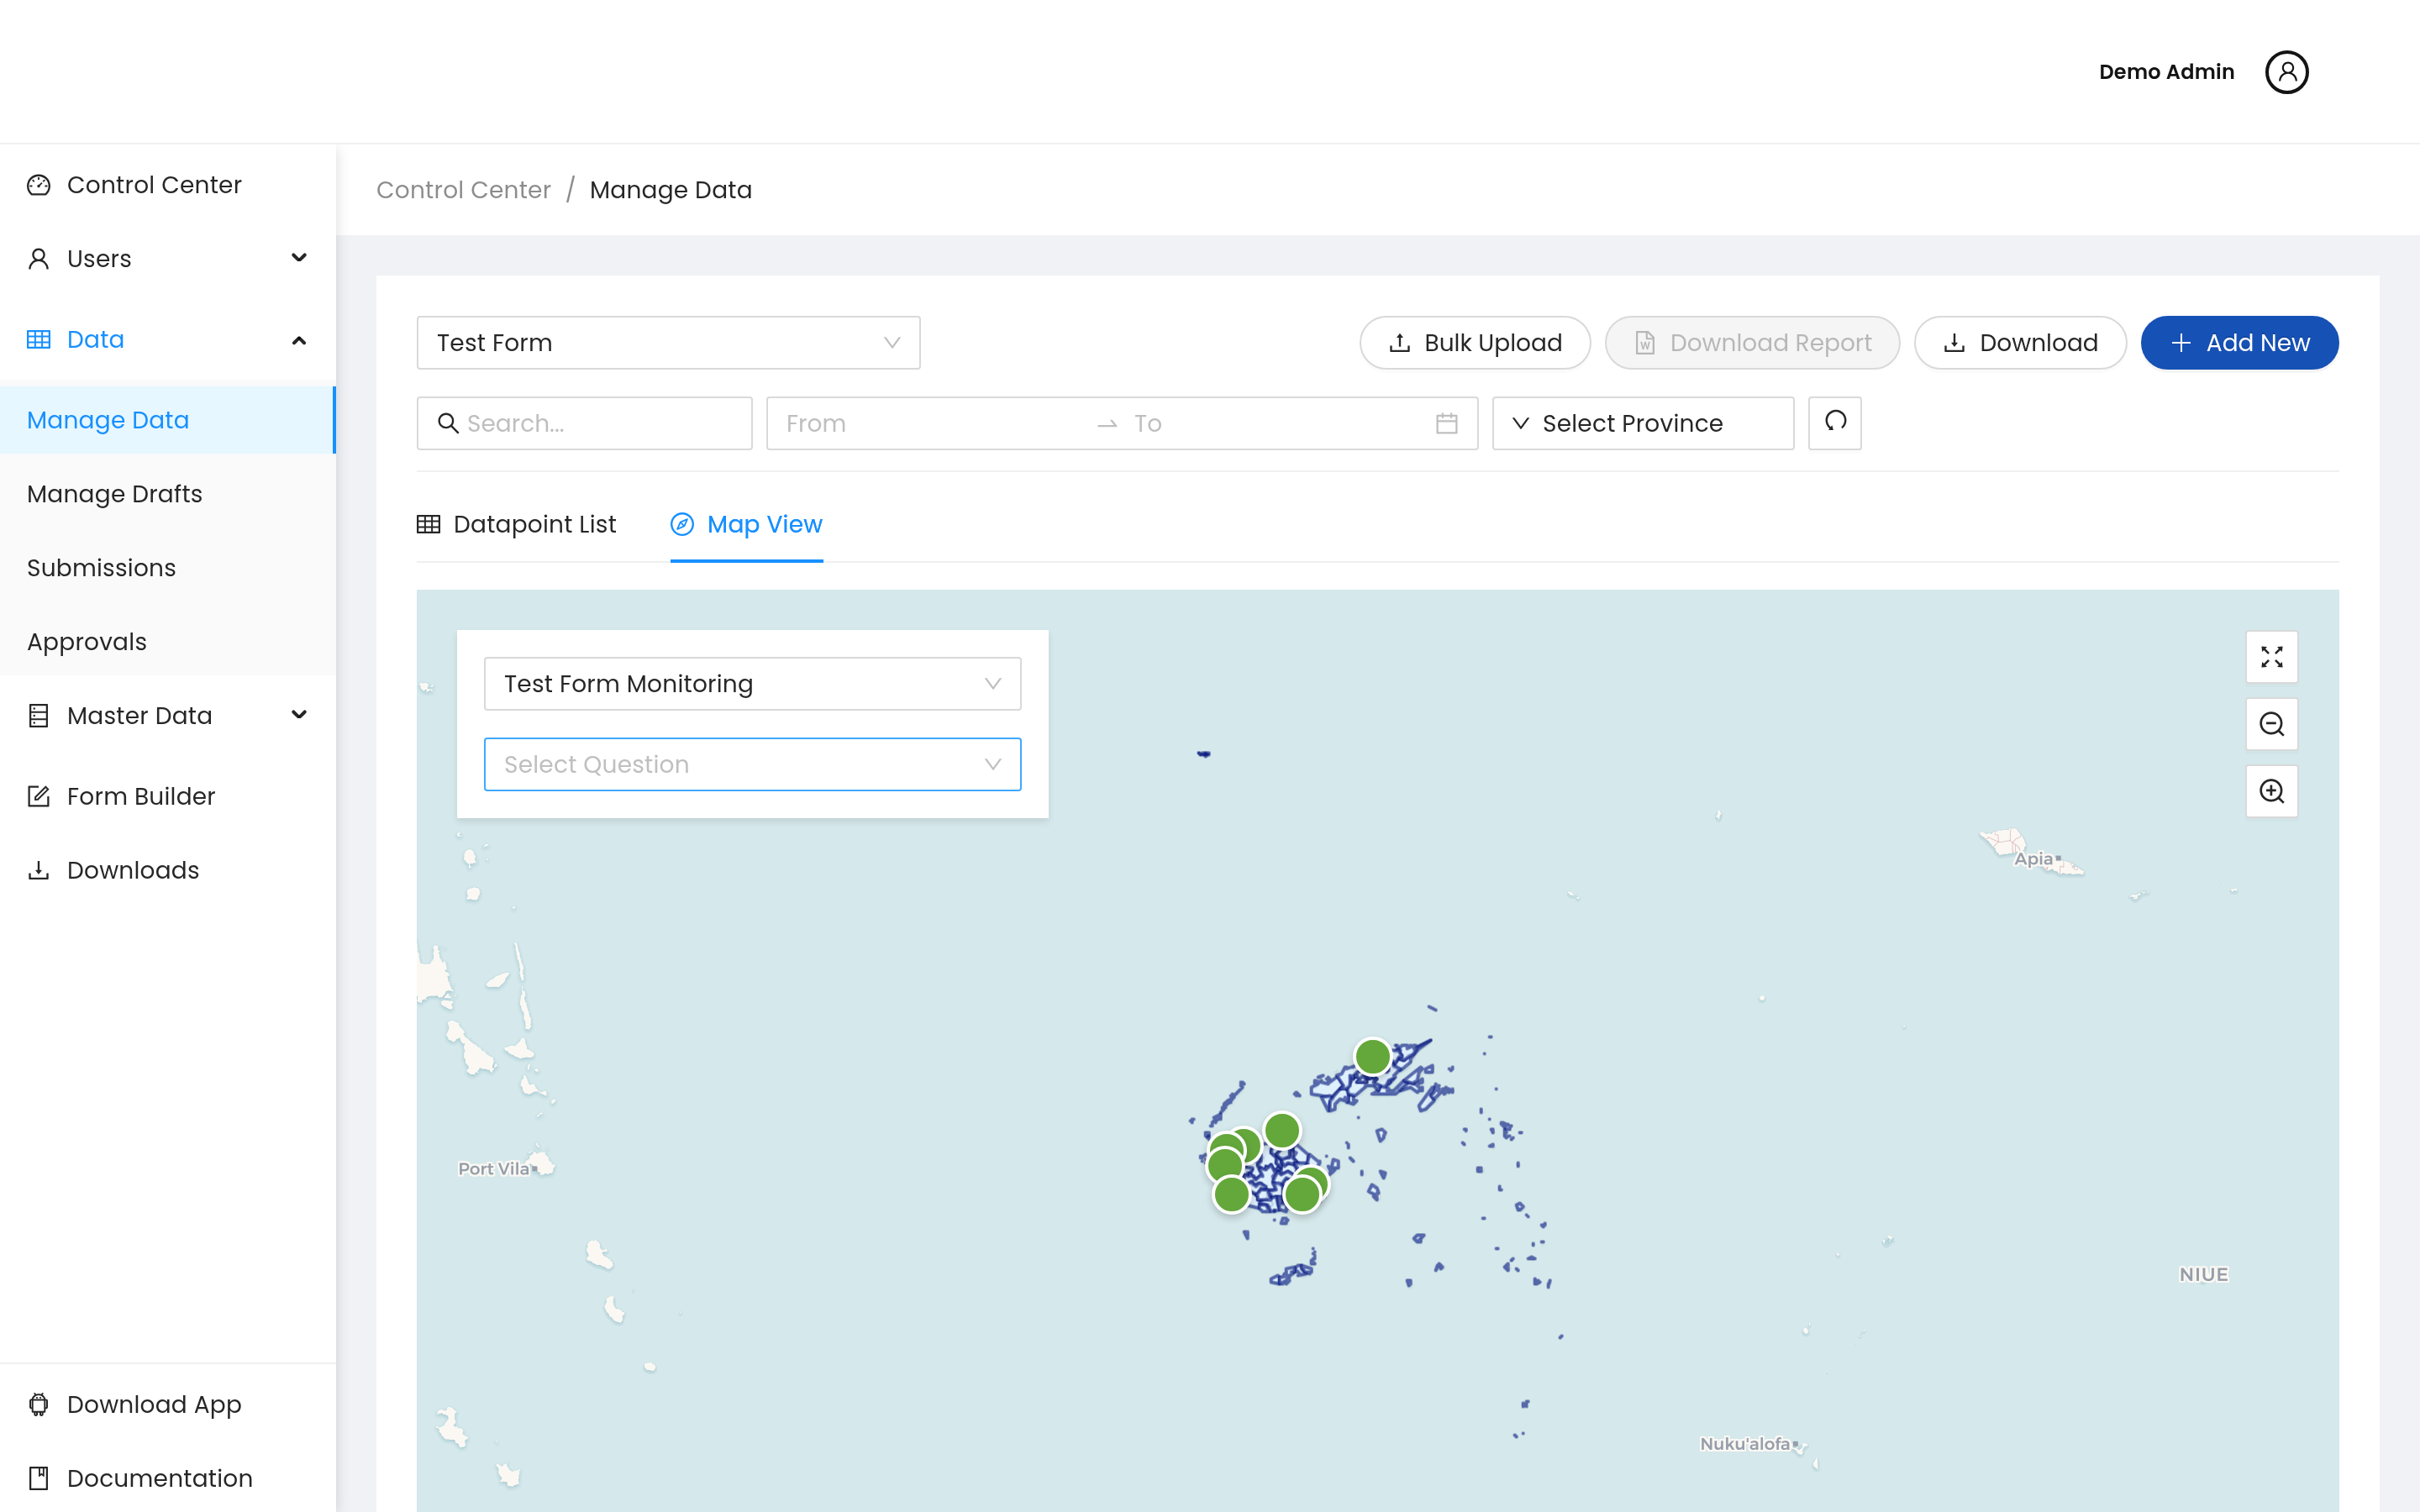 Demo Admin
Control Center
Users
Data
Manage Data
Manage Drafts
Submissions
Approvals
Master Data
Form Builder
Downloads
Download App
Documentation
Control Center / Manage Data
Test Form
Bulk Upload
Download Report
Download
Add New
Search...
From
To
Select Province
Datapoint List
Map View
Test Form Monitoring
Select Question
Apia
Port Vila
NIUE
Nuku'alofa